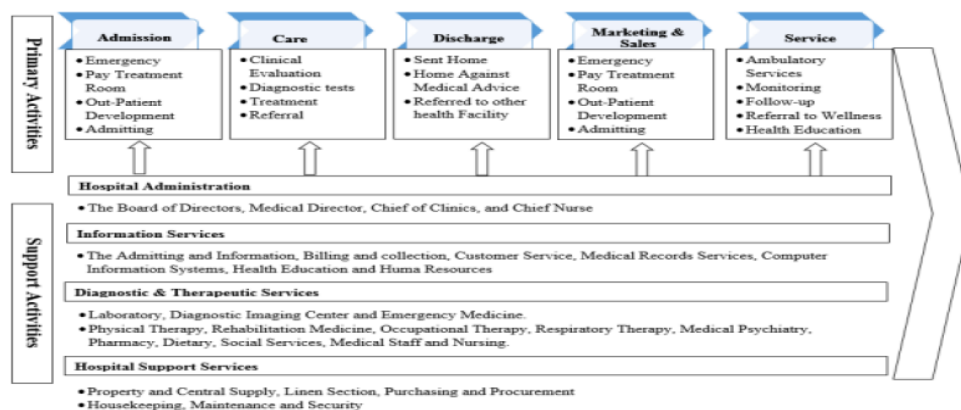 Primary Activities
Admission
• Emergency
• Pay Treatment
Room
• Out-Patient
Development
• Admitting
Care
• Clinical
Evaluation
• Diagnostic tests
• Treatment
• Referral
Discharge
• Sent Home
• Home Against
Medical Advice
• Referred to other
health Facility
Marketing &
Sales
• Emergency
• Pay Treatment
Room
• Out-Patient
Development
• Admitting
Service
• Ambulatory
Services
• Monitoring
• Follow-up
• Referral to Wellness
• Health Education
Support Activities
Hospital Administration
• The Board of Directors, Medical Director, Chief of Clinics, and Chief Nurse
Information Services
• The Admitting and Information, Billing and collection, Customer Service, Medical Records Services, Computer
Information Systems, Health Education and Huma Resources
Diagnostic & Therapeutic Services
• Laboratory, Diagnostic Imaging Center and Emergency Medicine.
• Physical Therapy, Rehabilitation Medicine, Occupational Therapy, Respiratory Therapy, Medical Psychiatry,
Pharmacy, Dietary, Social Services, Medical Staff and Nursing.
Hospital Support Services
• Property and Central Supply, Linen Section, Purchasing and Procurement
• Housekeeping, Maintenance and Security